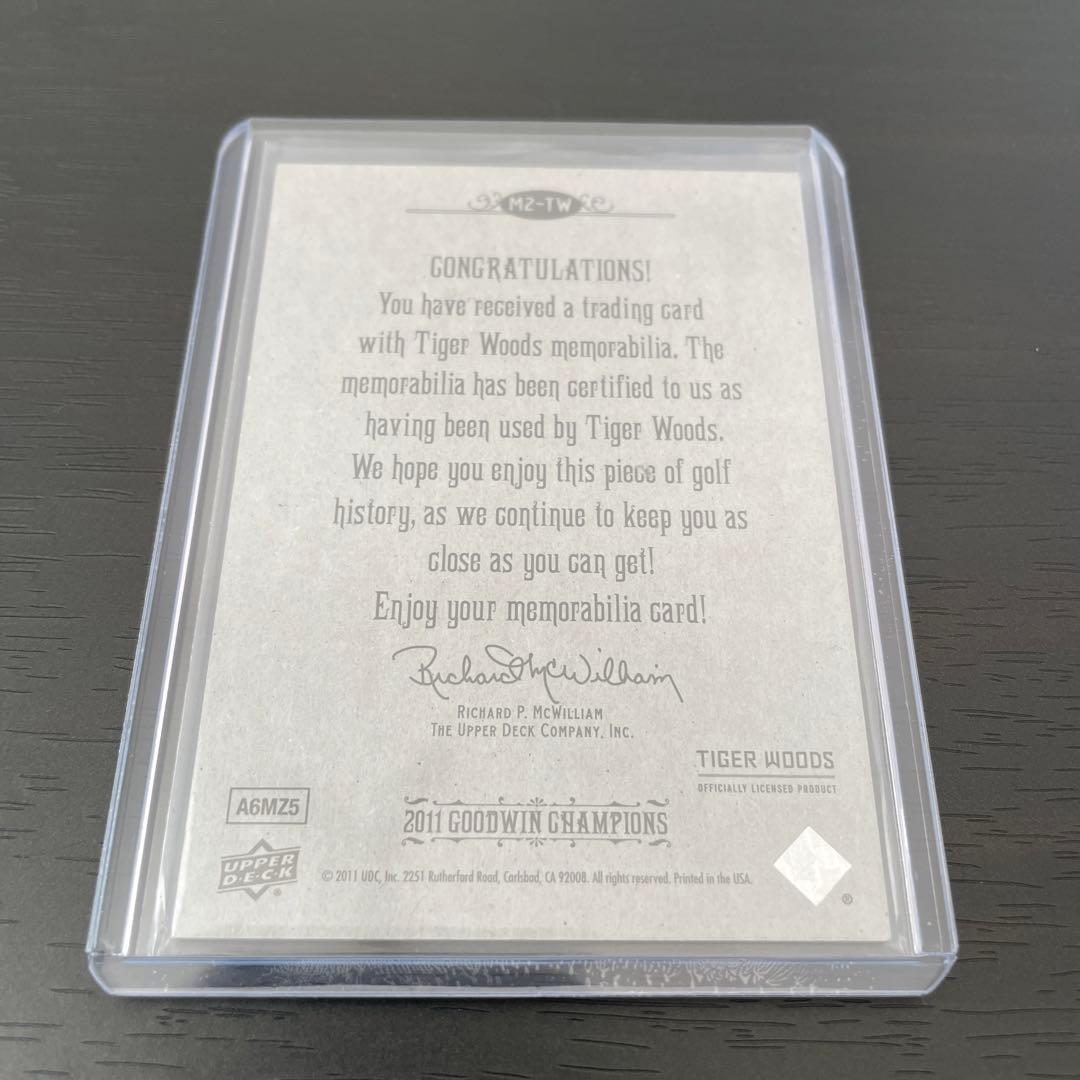 M2-TW
CONGRATULATIONS!
You have received a trading card
with Tiger Woods memorabilia. The
memorabilia has been certified to us as
having been used by Tiger Woods.
We hope you enjoy this piece of golf
history, as we continue to keep you as
close as you can get!
Enjoy your memorabilia card!
Richard McWilliam
RICHARD P. MCWILLIAM
THE UPPER DECK COMPANY, INC.
TIGER WOODS
OFFICIALLY LICENSED PRODUCT
A6MZ5
2011 GOODWIN CHAMPIONS
UPPER
D·E·C·K
© 2011 UDC, Inc. 2251 Rutherford Road, Carlsbad, CA 92008. All rights reserved. Printed in the USA.
®